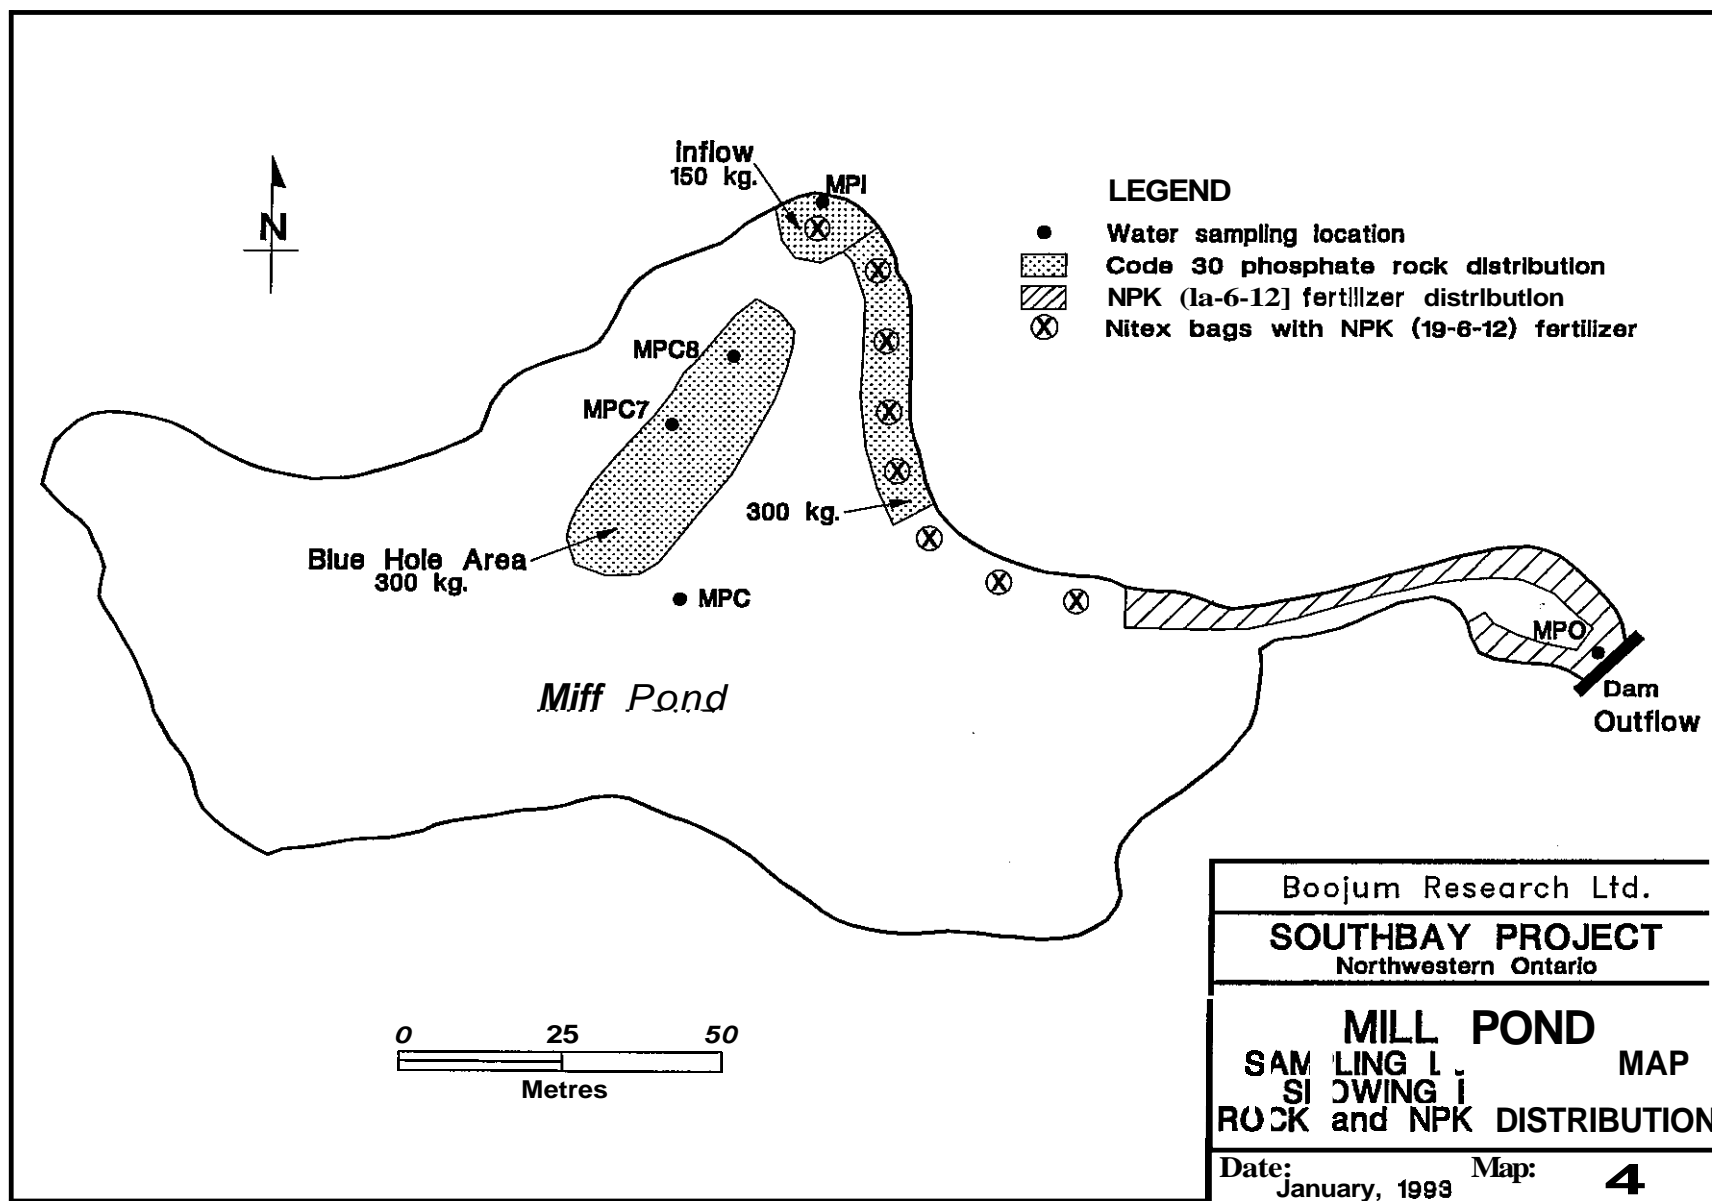 Inflow
150 kg.
MPI
N
LEGEND
Water sampling location
Code 30 phosphate rock distribution
NPK (la-6-12] fertilizer distribution
Nitex bags with NPK (19-6-12) fertilizer
MPC8
MPC7
300 kg.
Blue Hole Area
300 kg.
MPC
MPO
Miff Pond
Dam
Outflow
0 25 50
Metres
Boojum Research Ltd.
SOUTHBAY PROJECT
Northwestern Ontario
MILL POND
MAP
ROCK and NPK DISTRIBUTION
Date: January, 1993 Map: 4